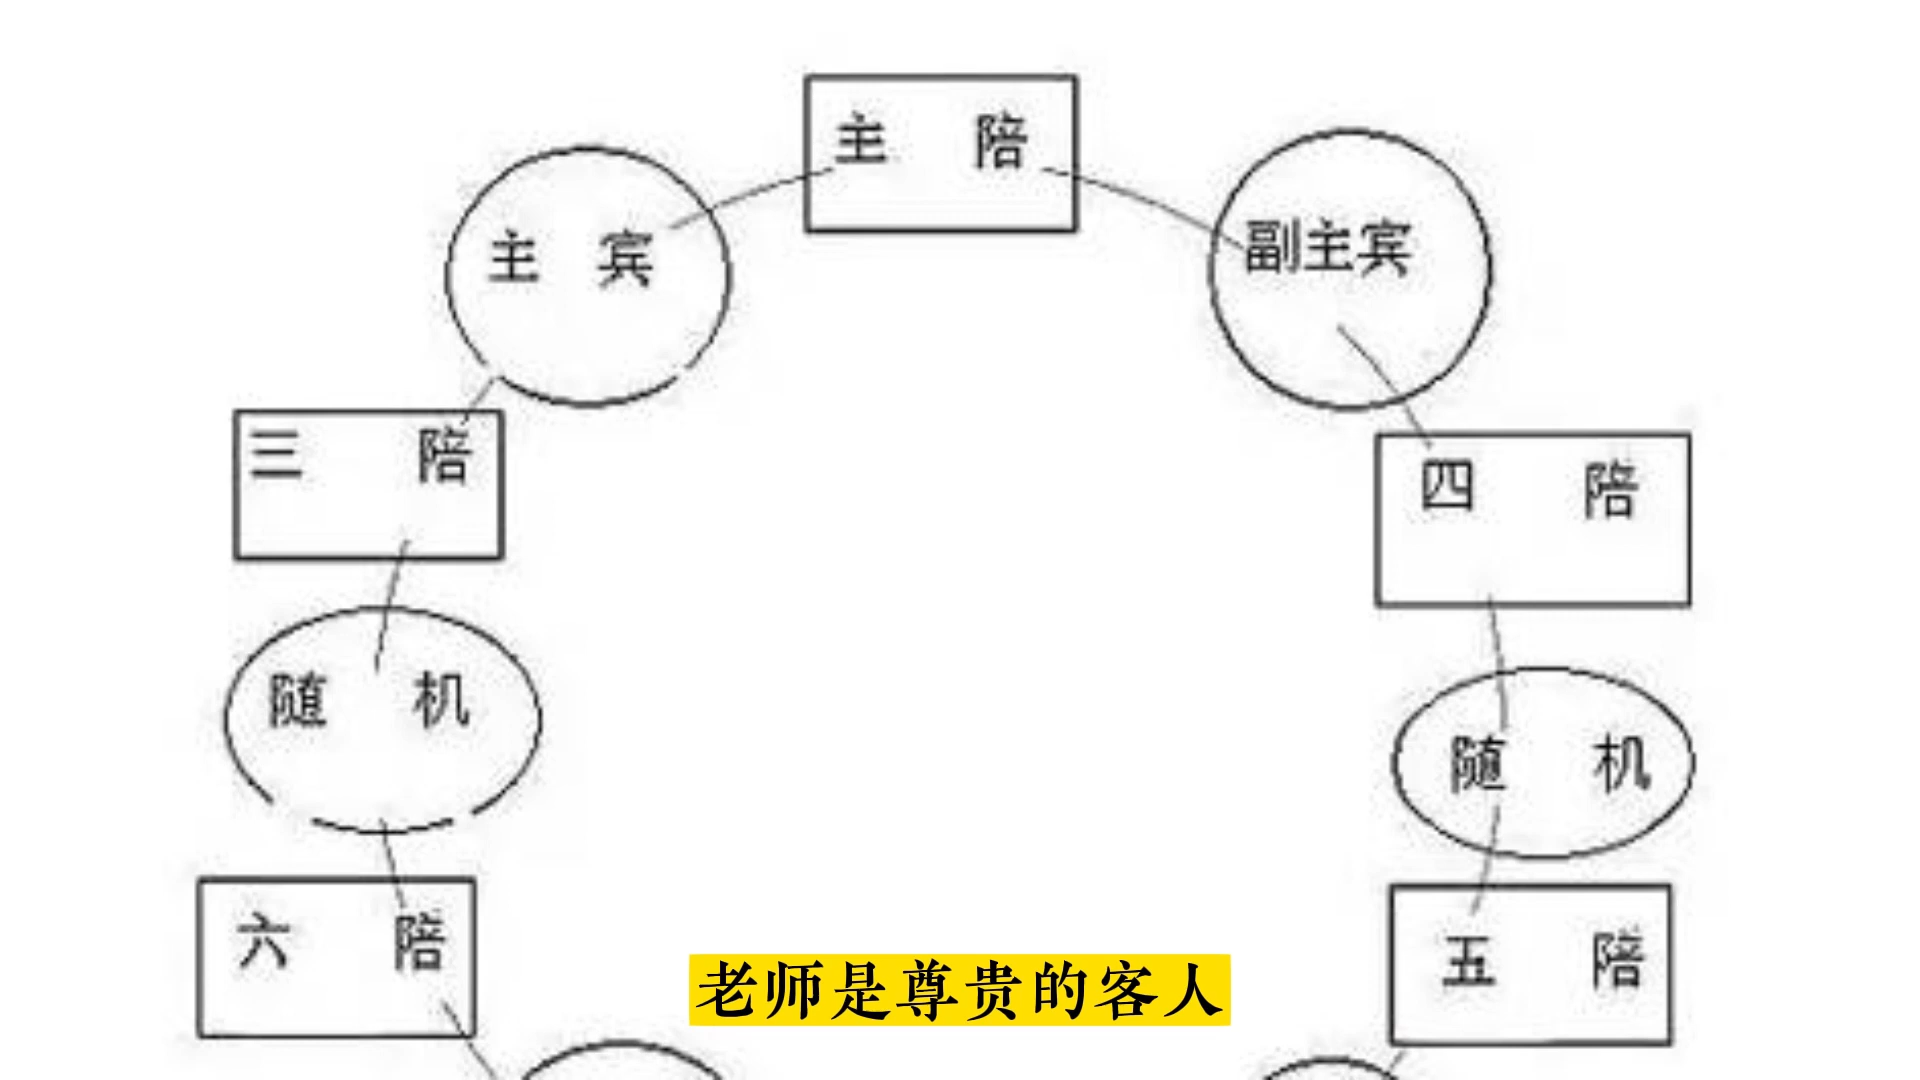 主 陪
主 宾
副主宾
三 陪
四 陪
随 机
随 机
六 陪
五 陪
老师是尊贵的客人